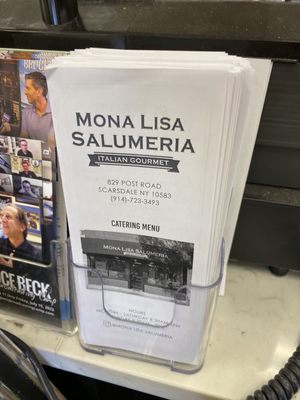 MONA LISA
SALUMERIA
ITALIAN GOURMET
829 POST ROAD
SCARSDALE NY 10583
(914)-723-3493
CATERING MENU
MONA LISA SALUMERIA
HOURS
MONA LISA SALUMERIA
BECK